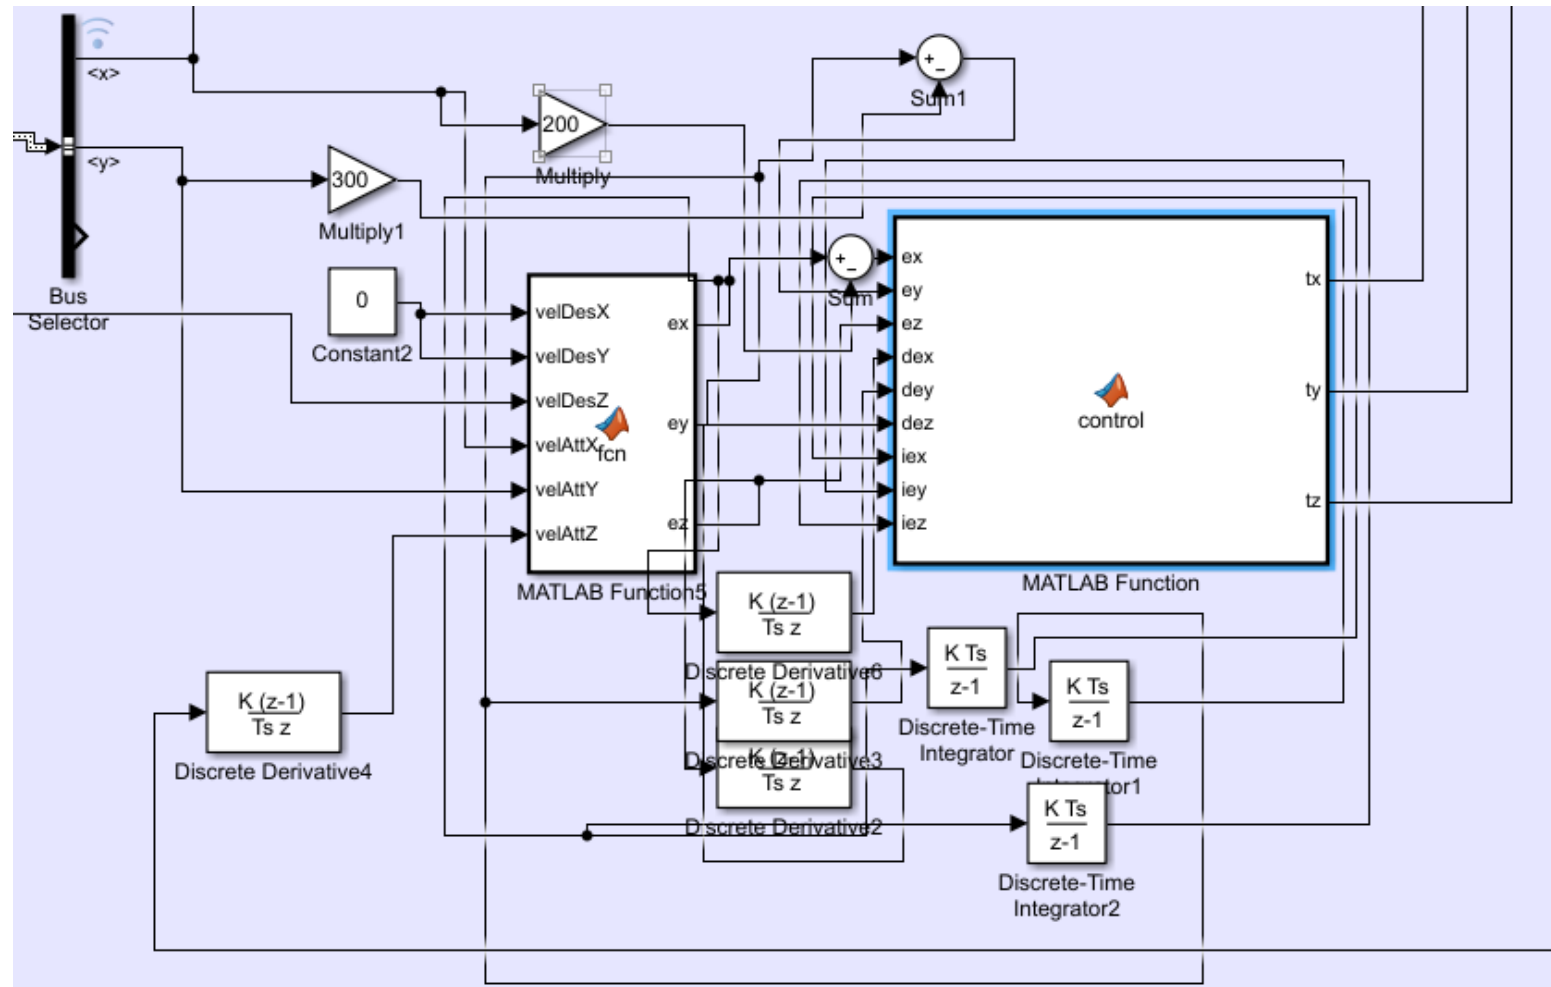 <x>
<y>
Bus
Selector
300
Multiply1
200
Multiply
+
−
Sum1
0
Constant2
velDesX
velDesY
velDesZ
velAttX
velAttY
velAttZ
fcn
ex
ey
ez
MATLAB Function5
+
−
Sum
ex
ey
ez
dex
dey
dez
iex
iey
iez
control
tx
ty
tz
MATLAB Function
K (z-1)
Ts z
Discrete Derivative4
K (z-1)
Ts z
Discrete Derivative6
K (z-1)
Ts z
Discrete Derivative3
K (z-1)
Ts z
Discrete Derivative2
K Ts
z-1
Discrete-Time
Integrator
K Ts
z-1
Discrete-Time
Integrator1
K Ts
z-1
Discrete-Time
Integrator2